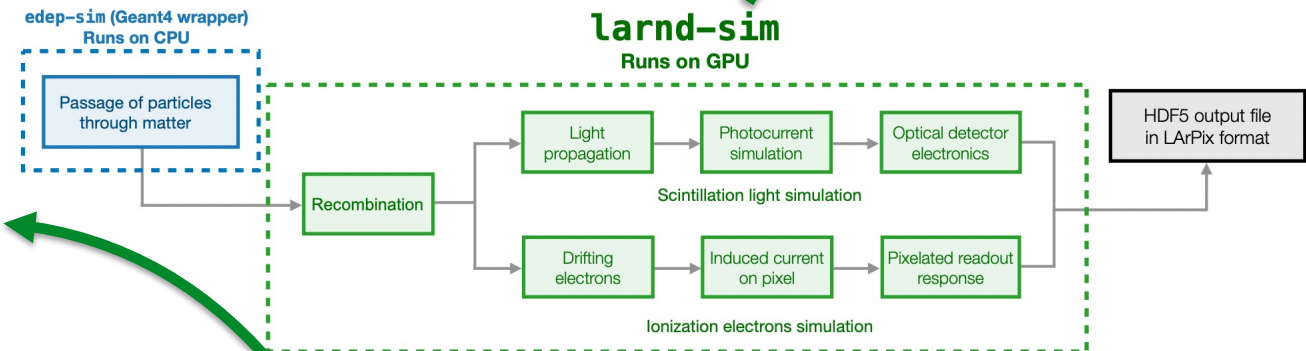 edep-sim (Geant4 wrapper)
Runs on CPU
Passage of particles
through matter
larnd-sim
Runs on GPU
Recombination
Light
propagation
Photocurrent
simulation
Optical detector
electronics
Scintillation light simulation
Drifting
electrons
Induced current
on pixel
Pixelated readout
response
Ionization electrons simulation
HDF5 output file
in LArPix format